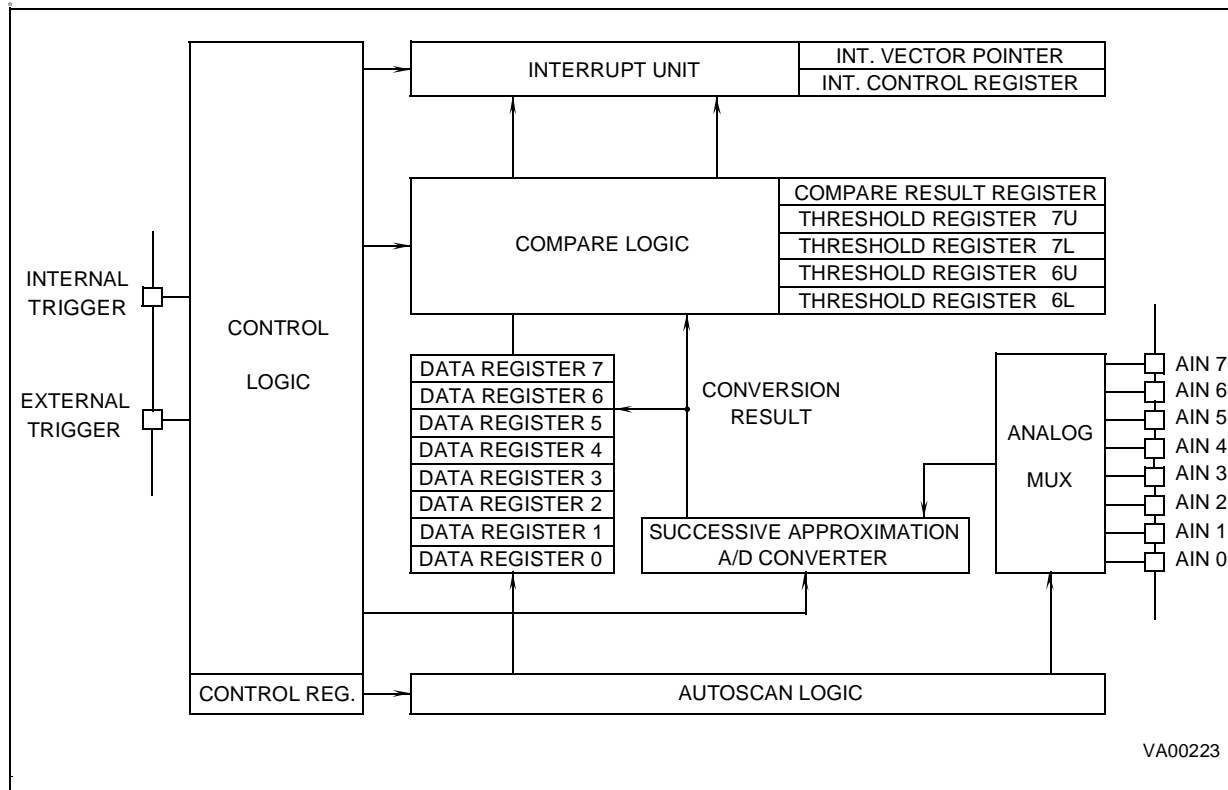 INTERRUPT UNIT
INT. VECTOR POINTER
INT. CONTROL REGISTER
COMPARE LOGIC
COMPARE RESULT REGISTER
THRESHOLD REGISTER 7U
THRESHOLD REGISTER 7L
THRESHOLD REGISTER 6U
THRESHOLD REGISTER 6L
INTERNAL
TRIGGER
EXTERNAL
TRIGGER
CONTROL
LOGIC
DATA REGISTER 7
DATA REGISTER 6
DATA REGISTER 5
DATA REGISTER 4
DATA REGISTER 3
DATA REGISTER 2
DATA REGISTER 1
DATA REGISTER 0
CONVERSION
RESULT
SUCCESSIVE APPROXIMATION
A/D CONVERTER
ANALOG
MUX
AIN 7
AIN 6
AIN 5
AIN 4
AIN 3
AIN 2
AIN 1
AIN 0
CONTROL REG.
AUTOSCAN LOGIC
VA00223